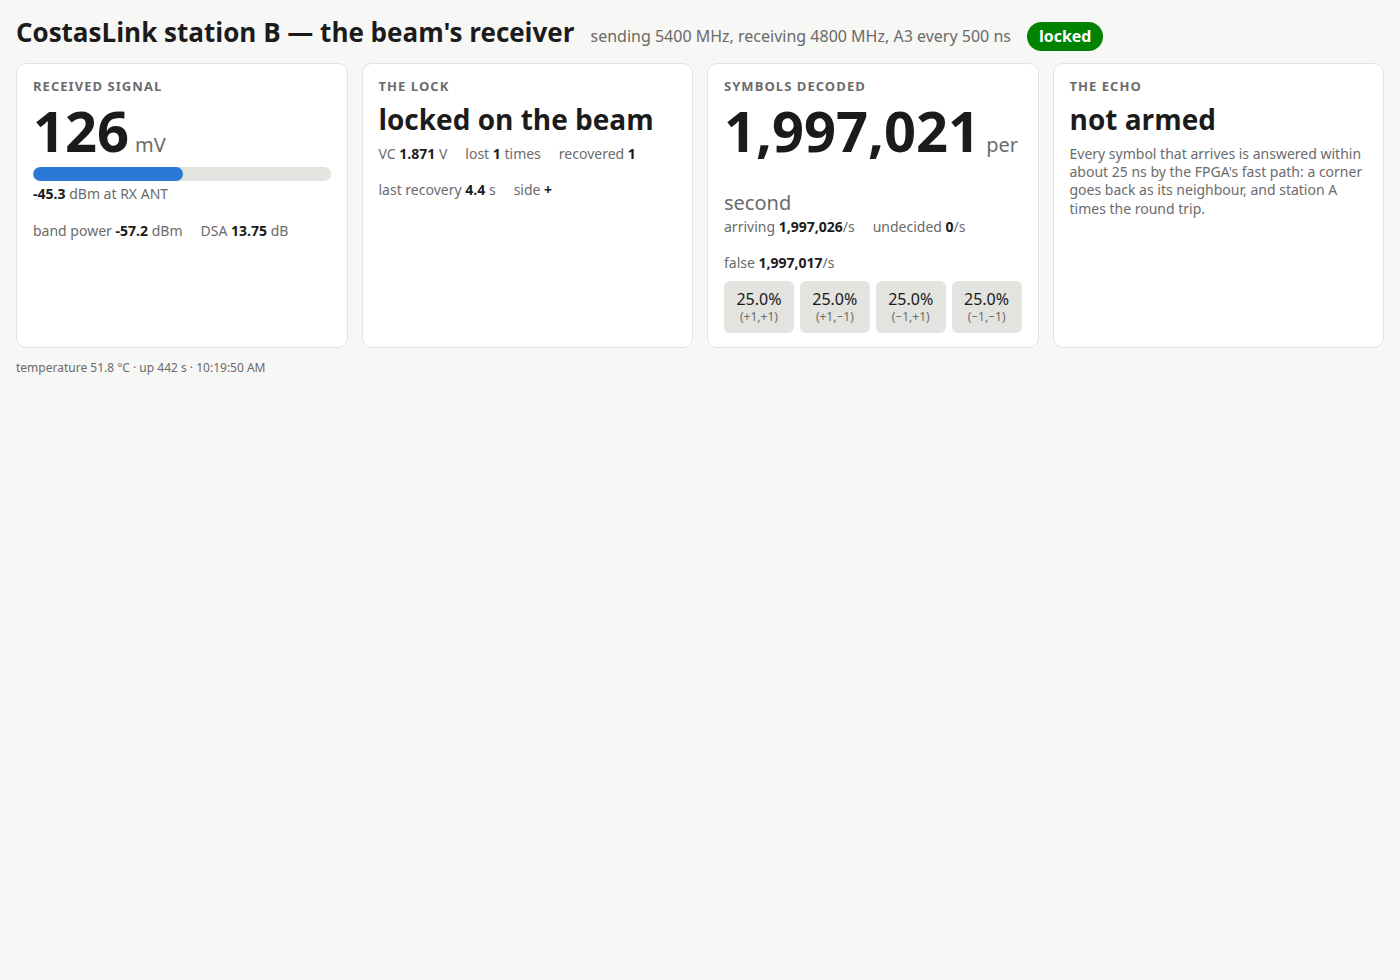 CostasLink station B — the beam's receiver sending 5400 MHz, receiving 4800 MHz, A3 every 500 ns locked
RECEIVED SIGNAL
126 mV
-45.3 dBm at RX ANT
band power -57.2 dBm DSA 13.75 dB
THE LOCK
locked on the beam
VC 1.871 V lost 1 times recovered 1
last recovery 4.4 s side +
SYMBOLS DECODED
1,997,021 per
second
arriving 1,997,026/s undecided 0/s
false 1,997,017/s
25.0% 25.0% 25.0% 25.0%
(+1,+1) (+1,−1) (−1,+1) (−1,−1)
THE ECHO
not armed
Every symbol that arrives is answered within
about 25 ns by the FPGA's fast path: a corner
goes back as its neighbour, and station A
times the round trip.
temperature 51.8 °C · up 442 s · 10:19:50 AM